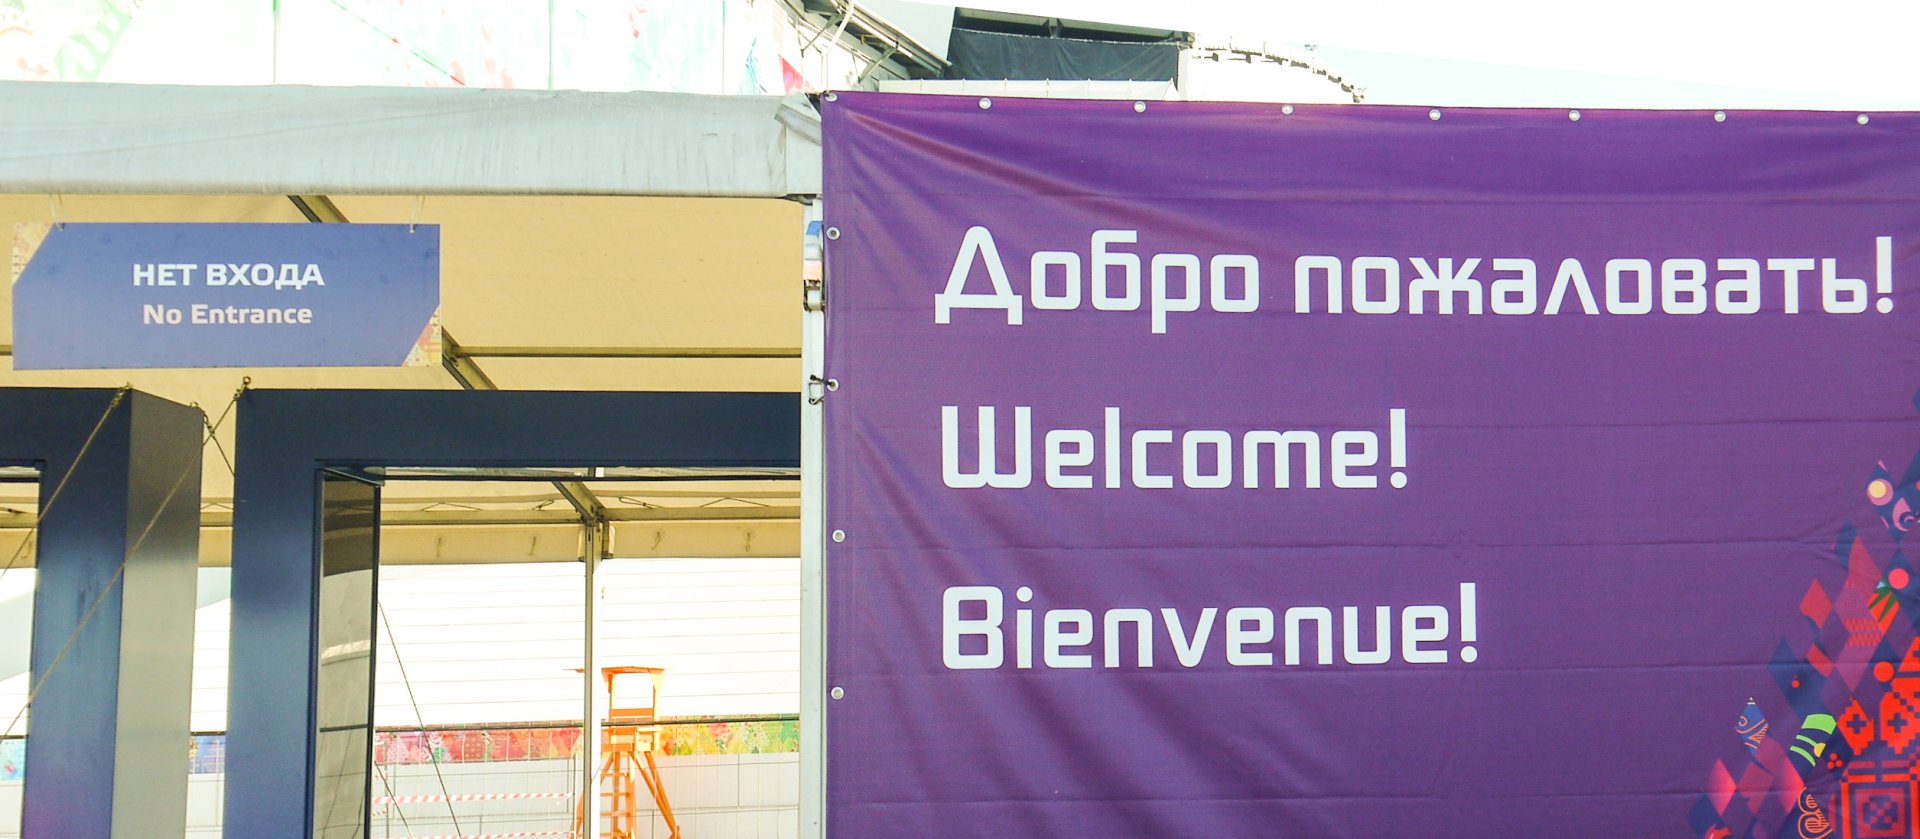 НЕТ ВХОДА
No Entrance
Добро пожаловать!
Welcome!
Bienvenue!